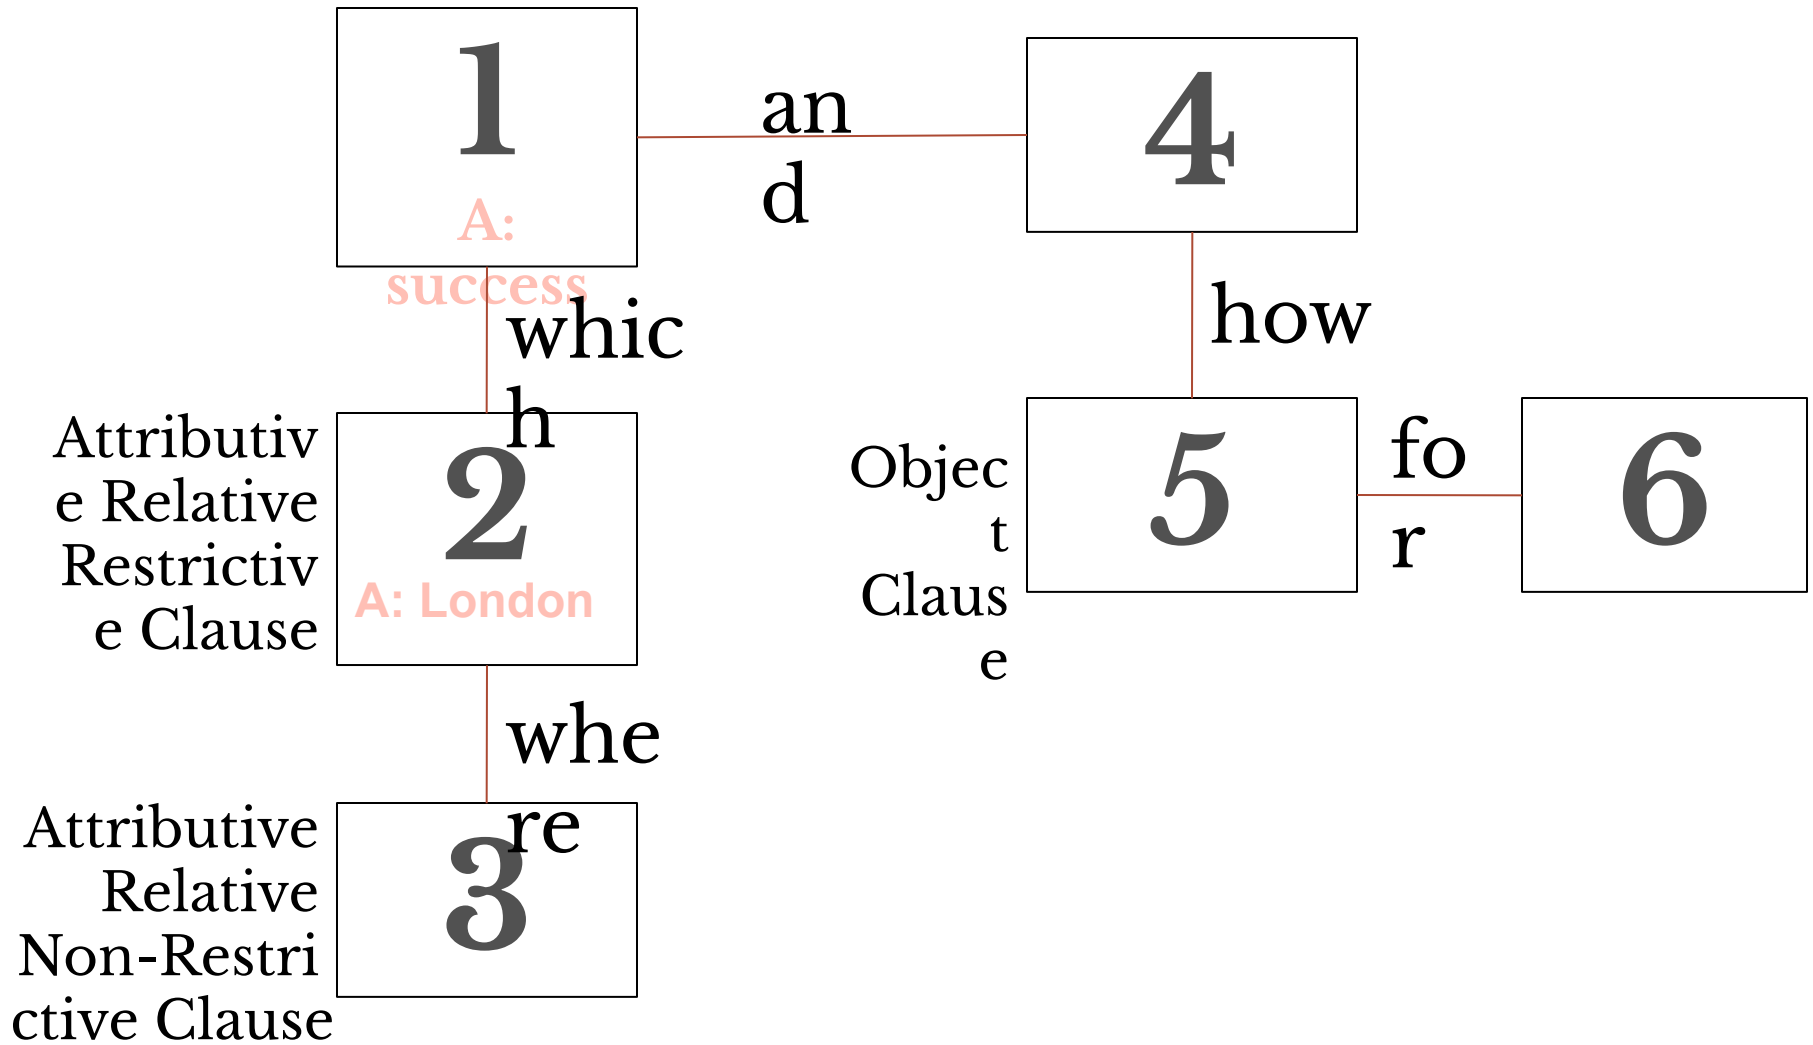 1
A:
success
an
d
4
whic
h
how
Attributiv
e Relative
Restrictiv
e Clause
2
A: London
Objec
t
Claus
e
5
fo
r
6
whe
re
Attributive
Relative
Non-Restri
ctive Clause
3